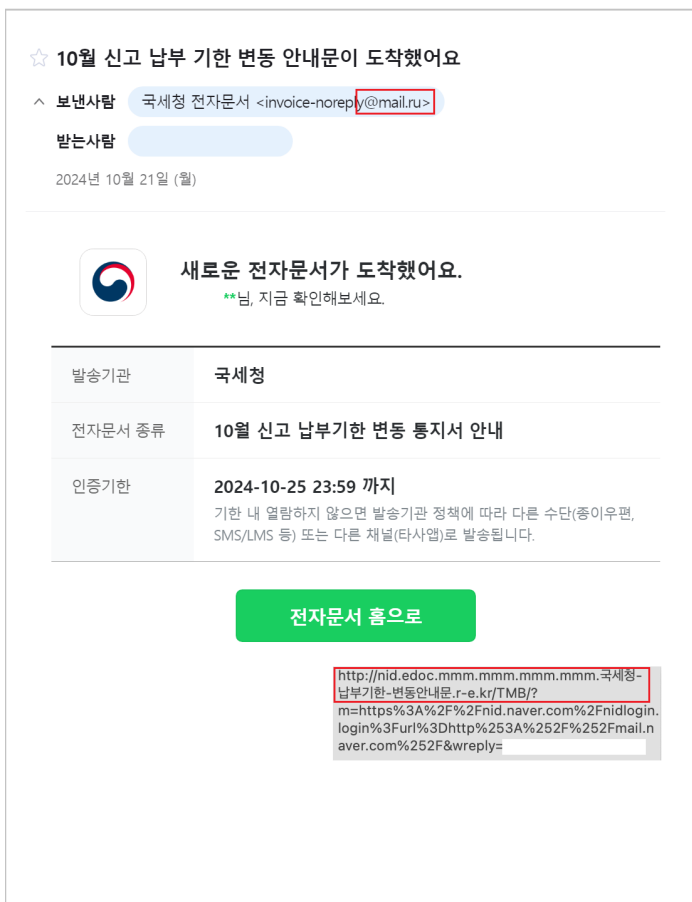 10월 신고 납부 기한 변동 안내문이 도착했어요
보낸사람 국세청 전자문서 <invoice-noreply@mail.ru>
받는사람
2024년 10월 21일 (월)
새로운 전자문서가 도착했어요.
**님, 지금 확인해보세요.
발송기관 국세청
전자문서 종류 10월 신고 납부기한 변동 통지서 안내
인증기한 2024-10-25 23:59 까지
기한 내 열람하지 않으면 발송기관 정책에 따라 다른 수단(종이우편,
SMS/LMS 등) 또는 다른 채널(타사앱)로 발송됩니다.
전자문서 홈으로
http://nid.edoc.mmm.mmm.mmm.mmm.국세청-
납부기한-변동안내문.r-e.kr/TMB/?
m=https%3A%2F%2Fnid.naver.com%2Fnidlogin.
login%3Furl%3Dhttp%253A%252F%252Fmail.n
aver.com%252F&wreply=